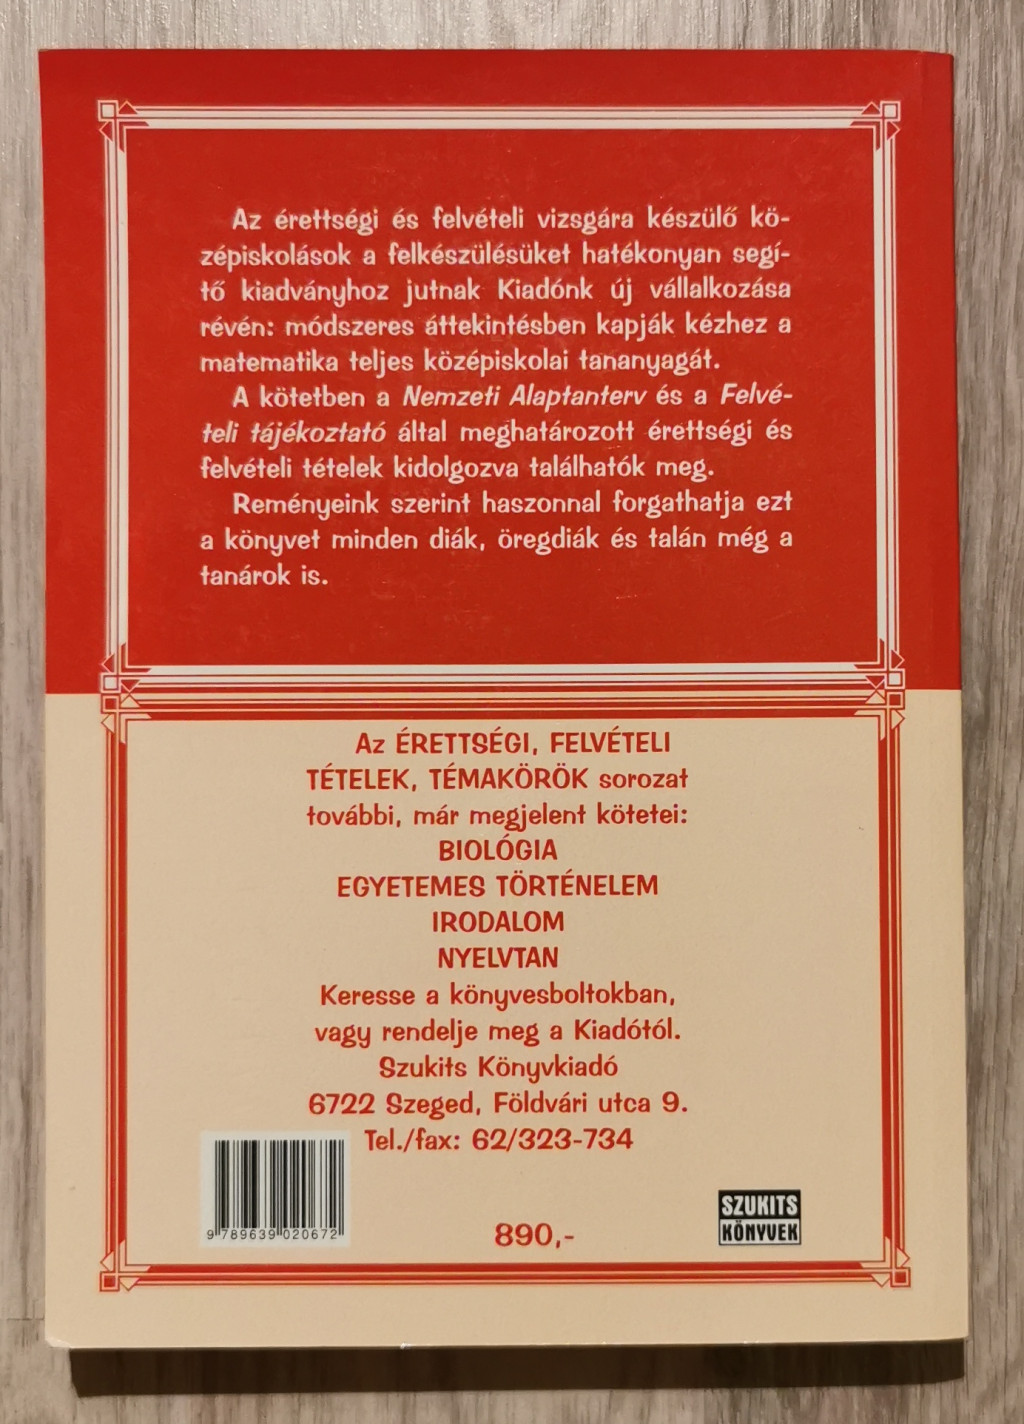 Az érettségi és felvételi vizsgára készülő kö-
zépiskolások a felkészülésüket hatékonyan segí-
tő kiadványhoz jutnak Kiadónk új vállalkozása
révén: módszeres áttekintésben kapják kézhez a
matematika teljes középiskolai tananyagát.
A kötetben a Nemzeti Alaptanterv és a Felvé-
teli tájékoztató által meghatározott érettségi és
felvételi tételek kidolgozva találhatók meg.
Reményeink szerint haszonnal forgathatja ezt
a könyvet minden diák, öregdiák és talán még a
tanárok is.
Az ÉRETTSÉGI, FELVÉTELI
TÉTELEK, TÉMAKÖRÖK sorozat
további, már megjelent kötetei:
BIOLÓGIA
EGYETEMES TÖRTÉNELEM
IRODALOM
NYELVTAN
Keresse a könyvesboltokban,
vagy rendelje meg a Kiadótól.
Szukits Könyvkiadó
6722 Szeged, Földvári utca 9.
Tel./fax: 62/323-734
9 789639 020672
890,-
SZUKITS
KÖNYVEK